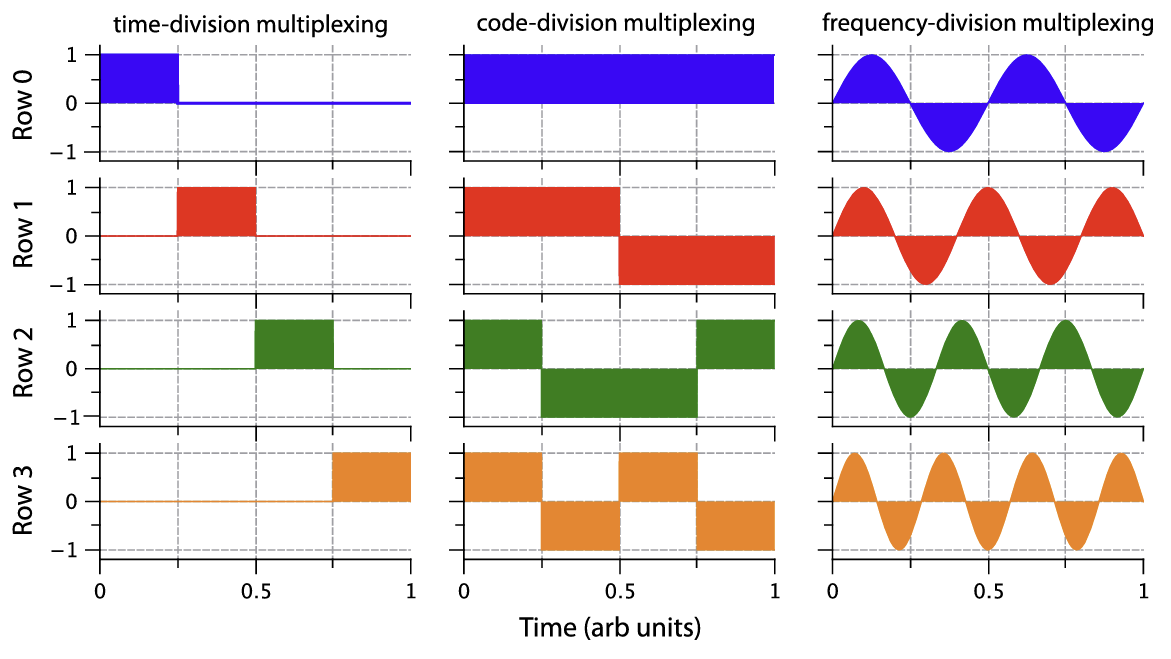 time-division multiplexing
code-division multiplexing
frequency-division multiplexing
Row 0
1
0
−1
Row 1
1
0
−1
Row 2
1
0
−1
Row 3
1
0
−1
0 0.5 1
0 0.5 1
0 0.5 1
Time (arb units)